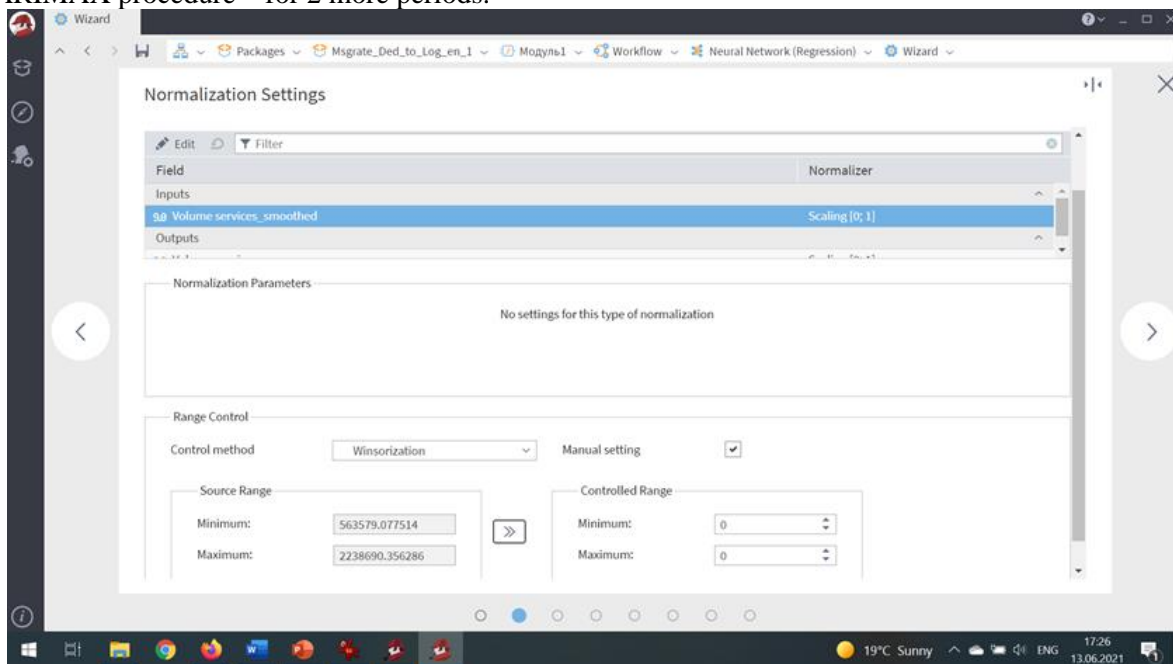 ARIMAX procedure – for 2 more periods.
Wizard
Packages Msgrate_Ded_to_Log_en_1 Модуль1 Workflow Neural Network (Regression) Wizard
Normalization Settings
Edit Filter
Field Normalizer
Inputs
9.0 Volume services_smoothed Scaling [0; 1]
Outputs
Normalization Parameters
No settings for this type of normalization
Range Control
Control method Winsorization Manual setting
Source Range Controlled Range
Minimum: 563579.077514 Minimum: 0
Maximum: 2238690.356286 Maximum: 0
19°C Sunny ENG 17:26
13.06.2021